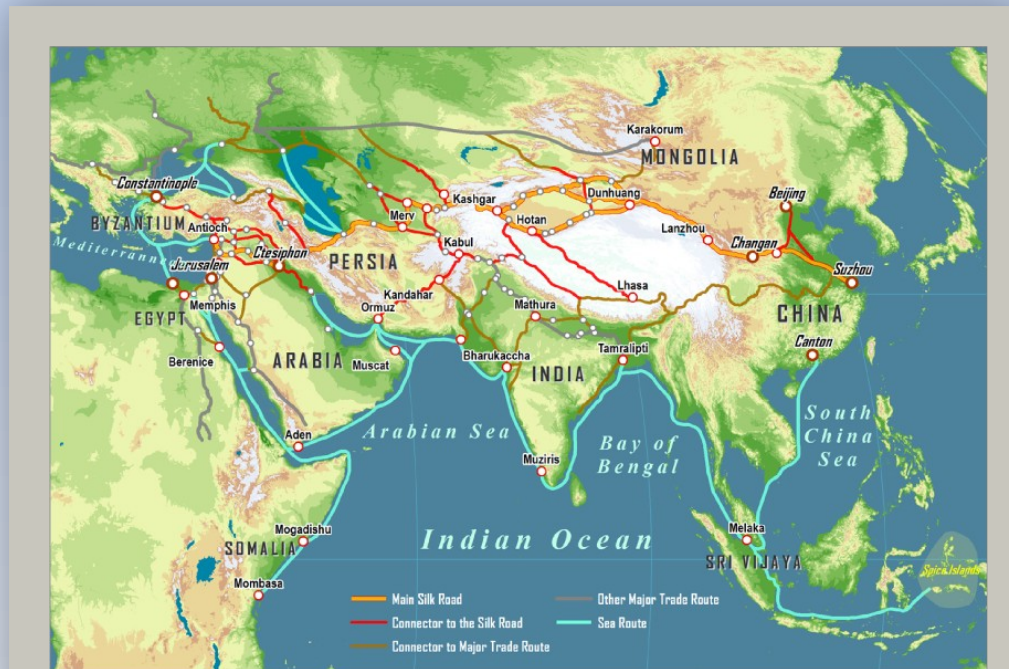 Karakorum
MONGOLIA
Constantinople
BYZANTIUM
Antioch
Mediterranean
Jerusalem
Ctesiphon
Memphis
EGYPT
Berenice
ARABIA
PERSIA
Merv
Kashgar
Hotan
Dunhuang
Beijing
Lanzhou
Changan
Suzhou
Kabul
Kandahar
Ormuz
Muscat
Lhasa
Mathura
CHINA
Canton
Bharukaccha
INDIA
Tamralipti
Aden
Arabian Sea
Muziris
Bay of
Bengal
South
China
Sea
Indian Ocean
Mogadishu
SOMALIA
Mombasa
Melaka
SRI VIJAYA
Spice Islands
Main Silk Road
Connector to the Silk Road
Connector to Major Trade Route
Other Major Trade Route
Sea Route